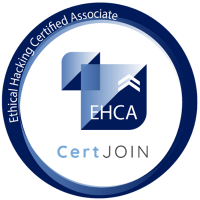 Ethical Hacking Certified Associate
EHCA
CertJOIN